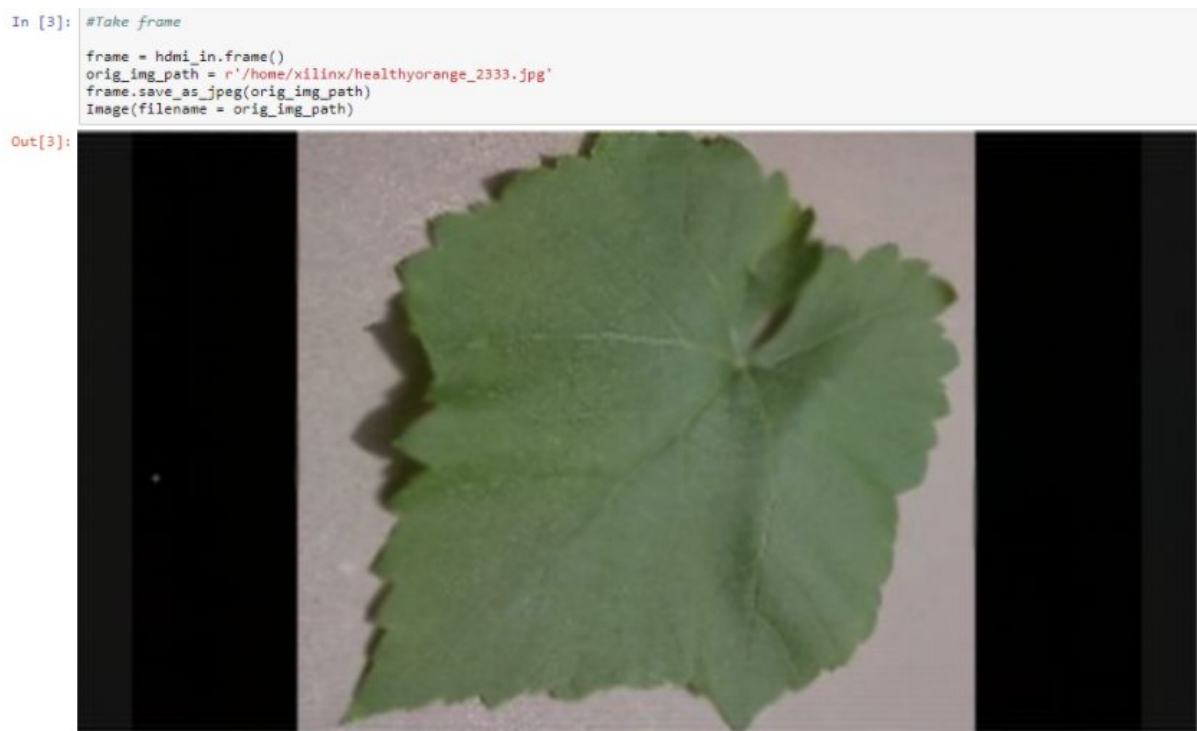 In [3]: #Take frame
frame = hdmi_in.frame()
orig_img_path = r'/home/xilinx/healthyorange_2333.jpg'
frame.save_as_jpeg(orig_img_path)
Image(filename = orig_img_path)
Out[3]: